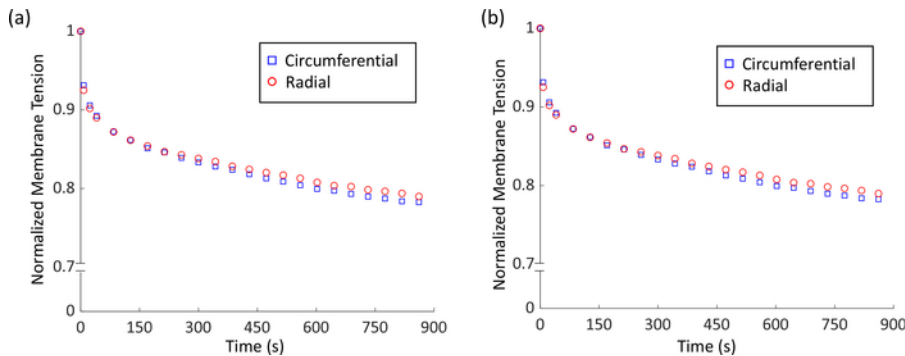 (a)
Normalized Membrane Tension
1
0.9
0.8
0.7
0
Circumferential
Radial
0 150 300 450 600 750 900
Time (s)
(b)
Normalized Membrane Tension
1
0.9
0.8
0.7
0
Circumferential
Radial
0 150 300 450 600 750 900
Time (s)